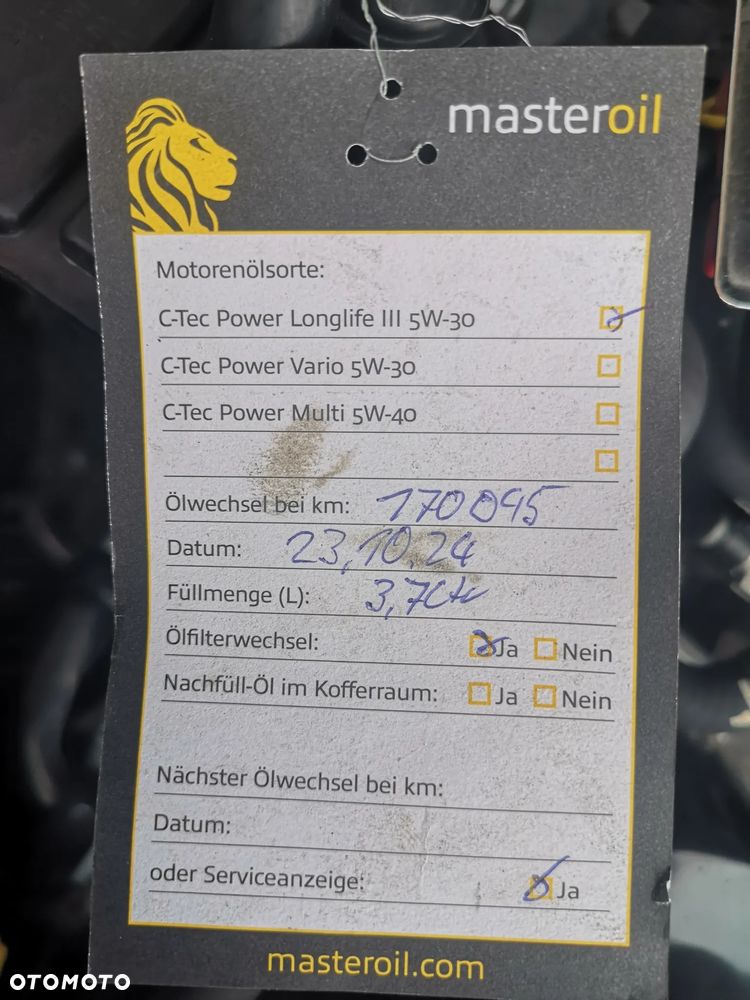 masteroil
Motorenölsorte:
C-Tec Power Longlife III 5W-30
C-Tec Power Vario 5W-30
C-Tec Power Multi 5W-40
Ölwechsel bei km: 170095
Datum: 23,10.24
Füllmenge (L): 3,7Ltr
Ölfilterwechsel: Ja Nein
Nachfüll-Öl im Kofferraum: Ja Nein
Nächster Ölwechsel bei km:
Datum:
oder Serviceanzeige: Ja
masteroil.com
OTOMOTO